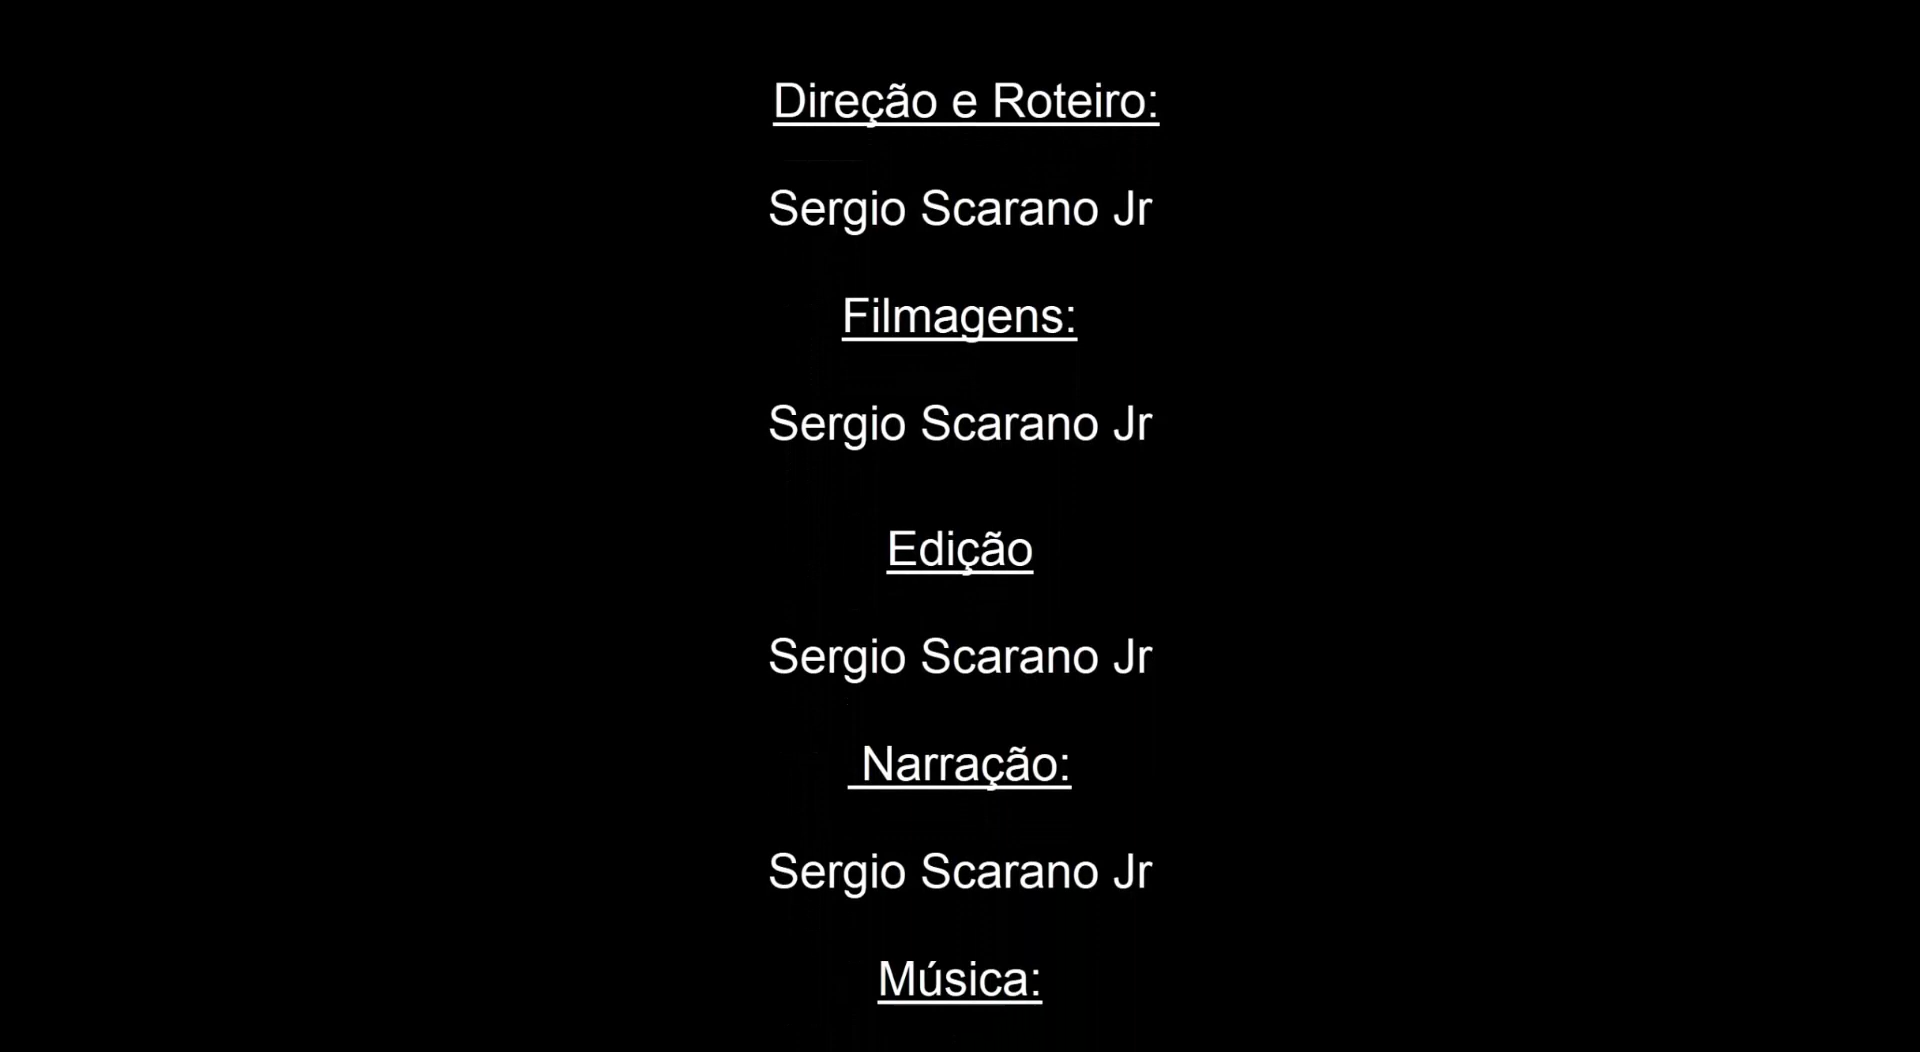 Direção e Roteiro:
Sergio Scarano Jr
Filmagens:
Sergio Scarano Jr
Edição
Sergio Scarano Jr
Narração:
Sergio Scarano Jr
Música: